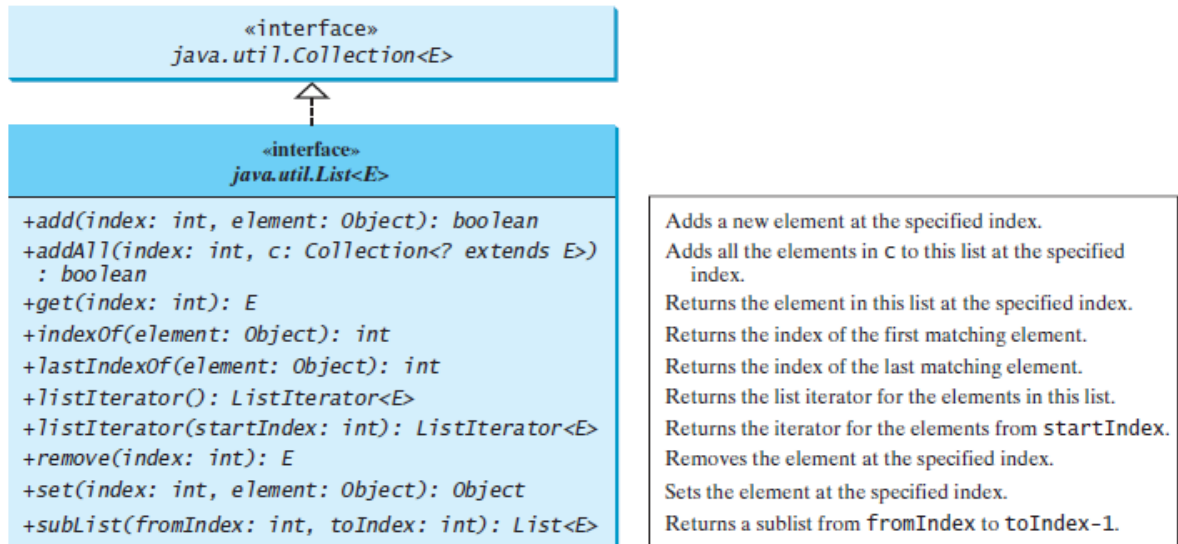 «interface»
java.util.Collection<E>
«interface»
java.util.List<E>
+add(index: int, element: Object): boolean
+addAll(index: int, c: Collection<? extends E>)
: boolean
+get(index: int): E
+indexOf(element: Object): int
+lastIndexOf(element: Object): int
+listIterator(): ListIterator<E>
+listIterator(startIndex: int): ListIterator<E>
+remove(index: int): E
+set(index: int, element: Object): Object
+subList(fromIndex: int, toIndex: int): List<E>
Adds a new element at the specified index.
Adds all the elements in c to this list at the specified
index.
Returns the element in this list at the specified index.
Returns the index of the first matching element.
Returns the index of the last matching element.
Returns the list iterator for the elements in this list.
Returns the iterator for the elements from startIndex.
Removes the element at the specified index.
Sets the element at the specified index.
Returns a sublist from fromIndex to toIndex-1.